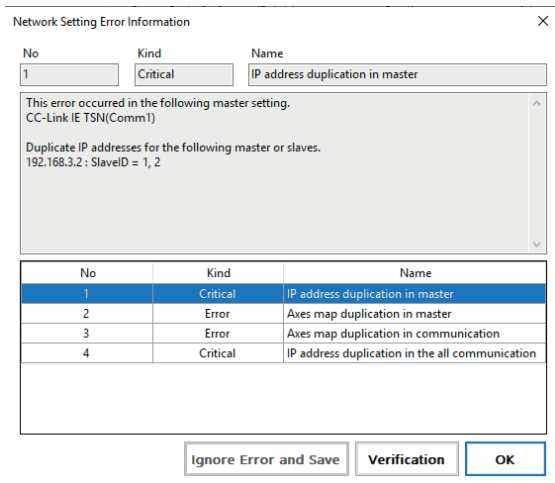 Network Setting Error Information
No Kind Name
1 Critical IP address duplication in master
This error occurred in the following master setting.
CC-Link IE TSN(Comm1)
Duplicate IP addresses for the following master or slaves.
192.168.3.2 : SlaveID = 1, 2
No Kind Name
1 Critical IP address duplication in master
2 Error Axes map duplication in master
3 Error Axes map duplication in communication
4 Critical IP address duplication in the all communication
Ignore Error and Save Verification OK